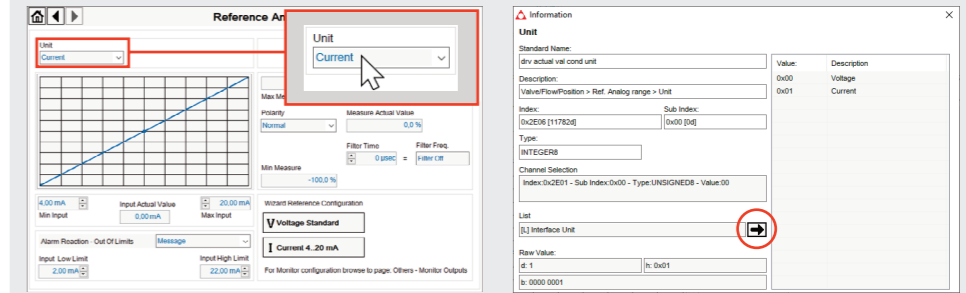 Reference An
Unit
Current
Unit
Current
Max Me
Polarity
Measure Actual Value
Normal
0,0 %
Filter Time
Filter Freq.
0 µsec
=
Filter Off
Min Measure
-100,0 %
4,00 mA
Input Actual Value
20,00 mA
Min Input
0,00 mA
Max Input
Alarm Reaction - Out Of Limits
Message
Input Low Limit
Input High Limit
2,00 mA
22,00 mA
Wizard Reference Configuration
V Voltage Standard
I Current 4..20 mA
For Monitor configuration browse to page: Others - Monitor Outputs
Information
Unit
Standard Name:
drv actual val cond unit
Description:
Valve/Flow/Position > Ref. Analog range > Unit
Index:
Sub Index:
0x2E06 [11782d]
0x00 [0d]
Type:
INTEGER8
Channel Selection
Index:0x2E01 - Sub Index:0x00 - Type:UNSIGNED8 - Value:00
List
[L] Interface Unit
Raw Value:
d: 1
h: 0x01
b: 0000 0001
Value:
Description
0x00
Voltage
0x01
Current